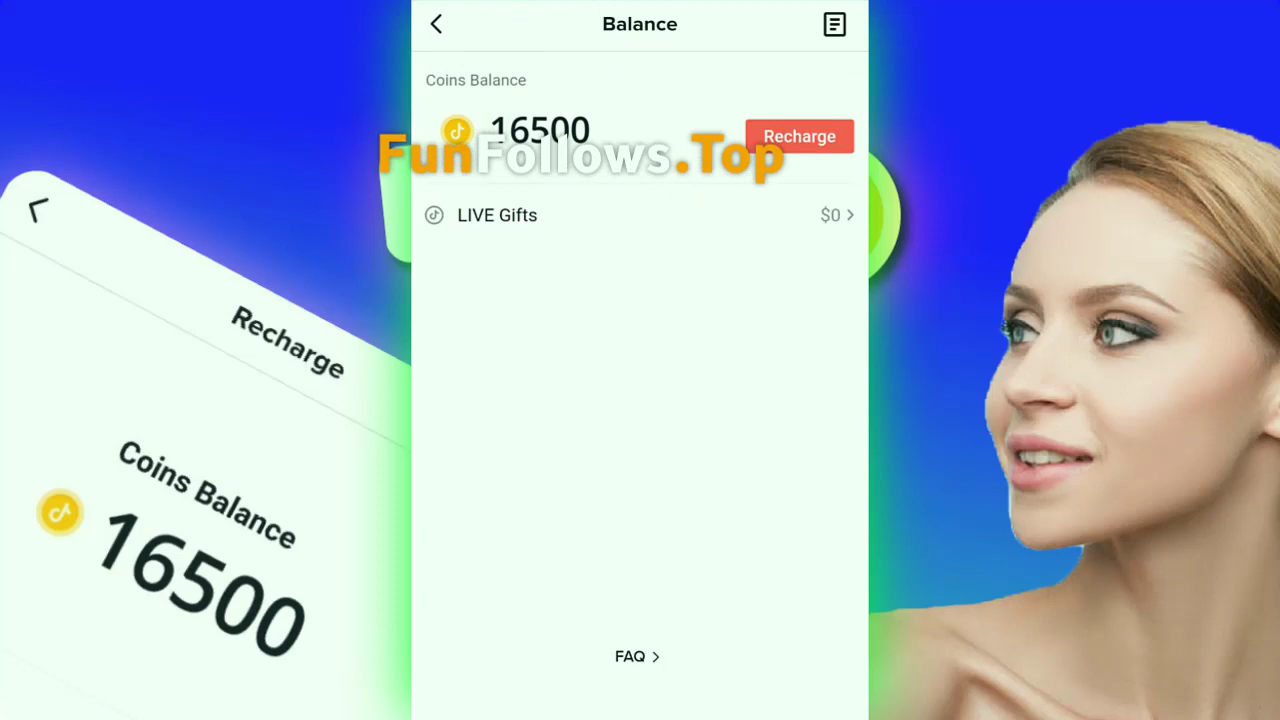 Balance
Coins Balance
16500
Recharge
FunFollows.Top
LIVE Gifts
$0
FAQ
Recharge
Coins Balance
16500